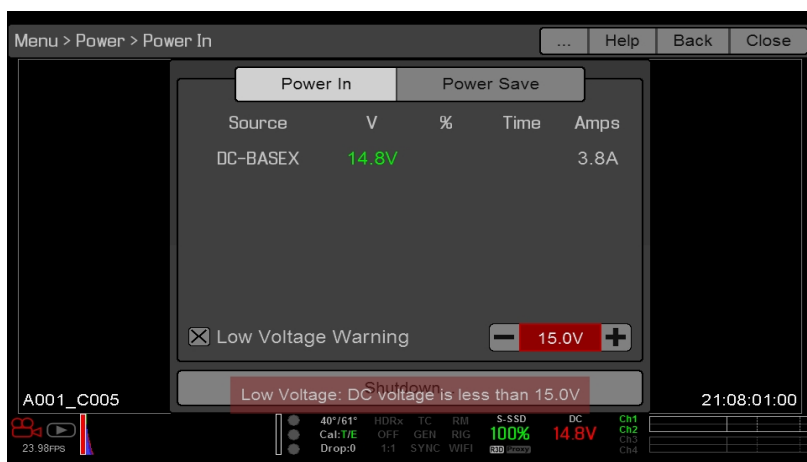 Menu > Power > Power In ... Help Back Close
Power In Power Save
Source V % Time Amps
DC-BASEX 14.8V 3.8A
Low Voltage Warning 15.0V
Shutdown
Low Voltage: DC voltage is less than 15.0V
A001_C005 21:08:01:00
40°/61° HDRx TC RM S-SSD DC Ch1
Cal:T/E OFF GEN RIG 100% 14.8V Ch2
Ch3
23.98FPS Drop:0 1:1 SYNC WIFI R3D Proxy Ch4